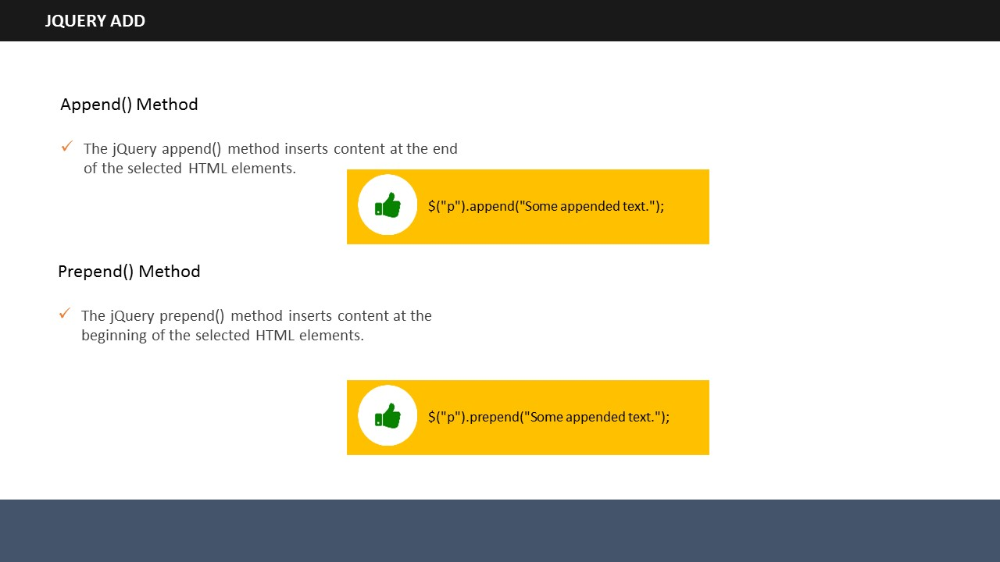 JQUERY ADD
Append() Method
✓ The jQuery append() method inserts content at the end
of the selected HTML elements.
$("p").append("Some appended text.");
Prepend() Method
✓ The jQuery prepend() method inserts content at the
beginning of the selected HTML elements.
$("p").prepend("Some appended text.");